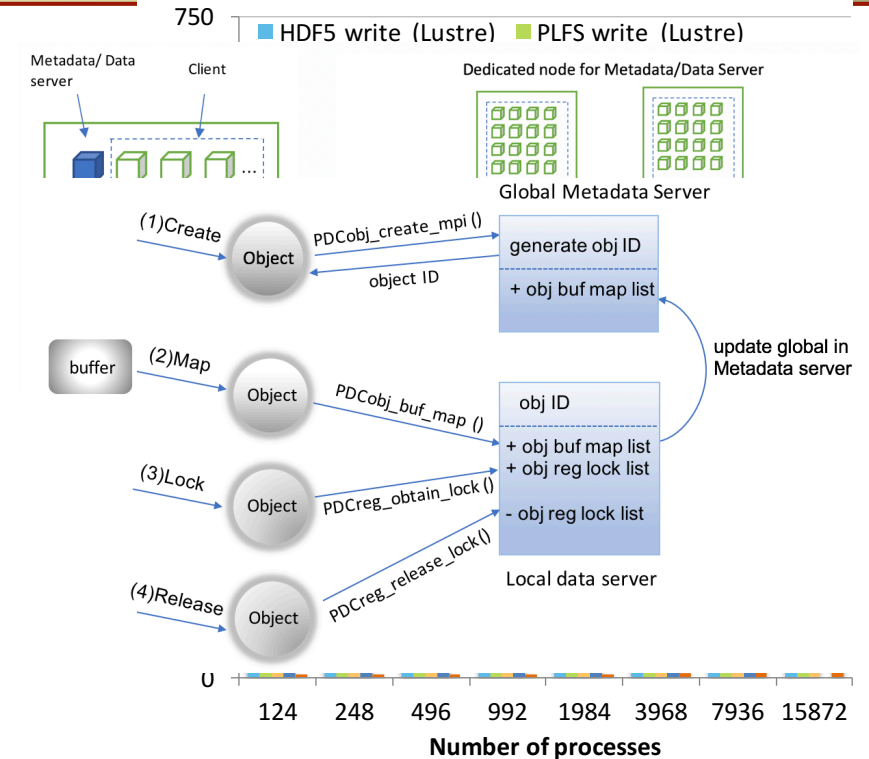 750
HDF5 write (Lustre) PLFS write (Lustre)
Metadata/ Data
server
Client
Dedicated node for Metadata/Data Server
...
Global Metadata Server
(1)Create
Object
PDCobj_create_mpi ()
object ID
generate obj ID
+ obj buf map list
buffer
(2)Map
Object
PDCobj_buf_map ()
update global in
Metadata server
obj ID
+ obj buf map list
+ obj reg lock list
- obj reg lock list
(3)Lock
Object
PDCreg_obtain_lock ()
(4)Release
Object
PDCreg_release_lock()
Local data server
0
124 248 496 992 1984 3968 7936 15872
Number of processes